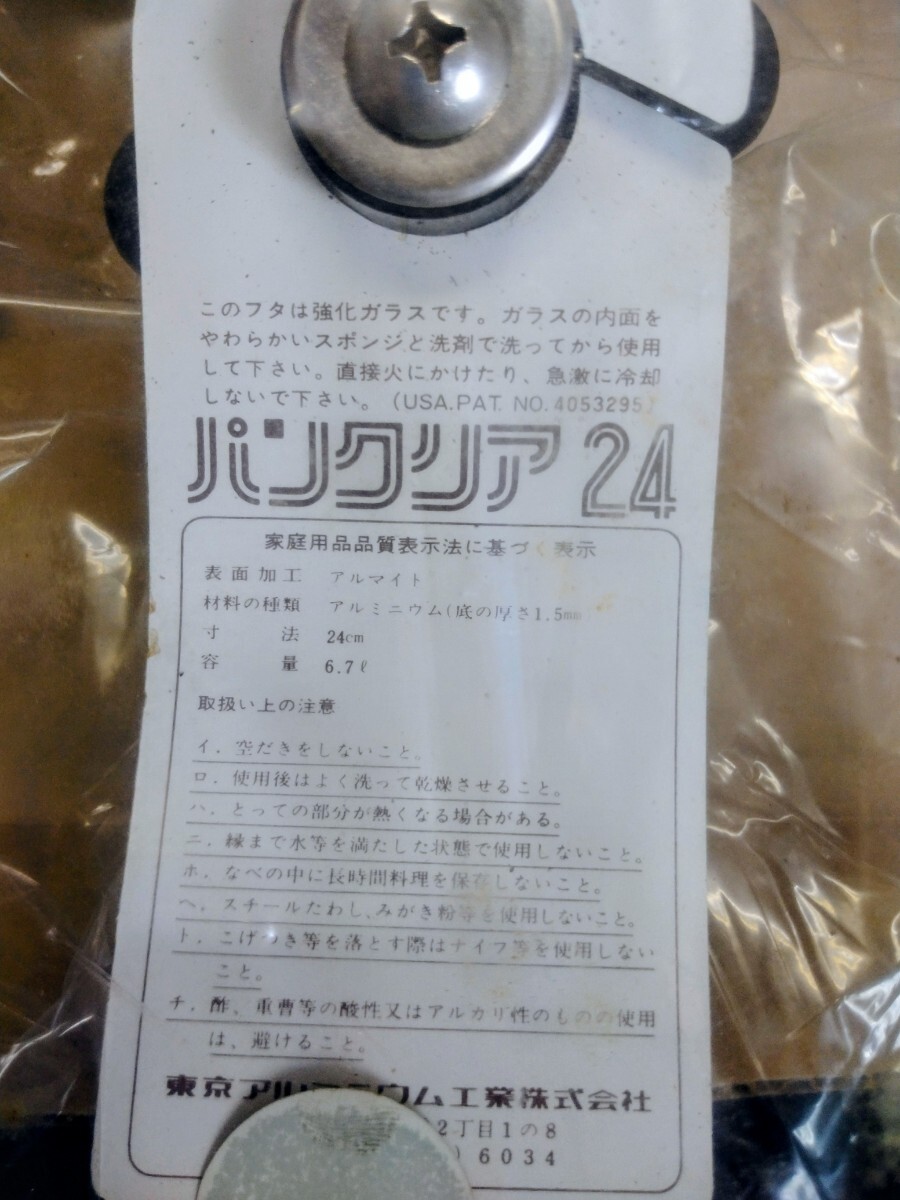 このフタは強化ガラスです。ガラスの内面を
やわらかいスポンジと洗剤で洗ってから使用
して下さい。直接火にかけたり、急激に冷却
しないで下さい。(USA.PAT. NO.4053295)
パンクリア 24
家庭用品品質表示法に基づく表示
表面加工 アルマイト
材料の種類 アルミニウム(底の厚さ1.5mm)
寸法 24cm
容量 6.7ℓ
取扱い上の注意
イ．空だきをしないこと。
ロ．使用後はよく洗って乾燥させること。
ハ．とっての部分が熱くなる場合がある。
ニ．縁まで水等を満たした状態で使用しないこと。
ホ．なべの中に長時間料理を保存しないこと。
ヘ．スチールたわし、みがき粉等を使用しないこと。
ト．こげつき等を落とす際はナイフ等を使用しない
こと。
チ．酢、重曹等の酸性又はアルカリ性のものの使用
は、避けること。
東京アルミニウム工業株式会社
2丁目1の8
) 6034